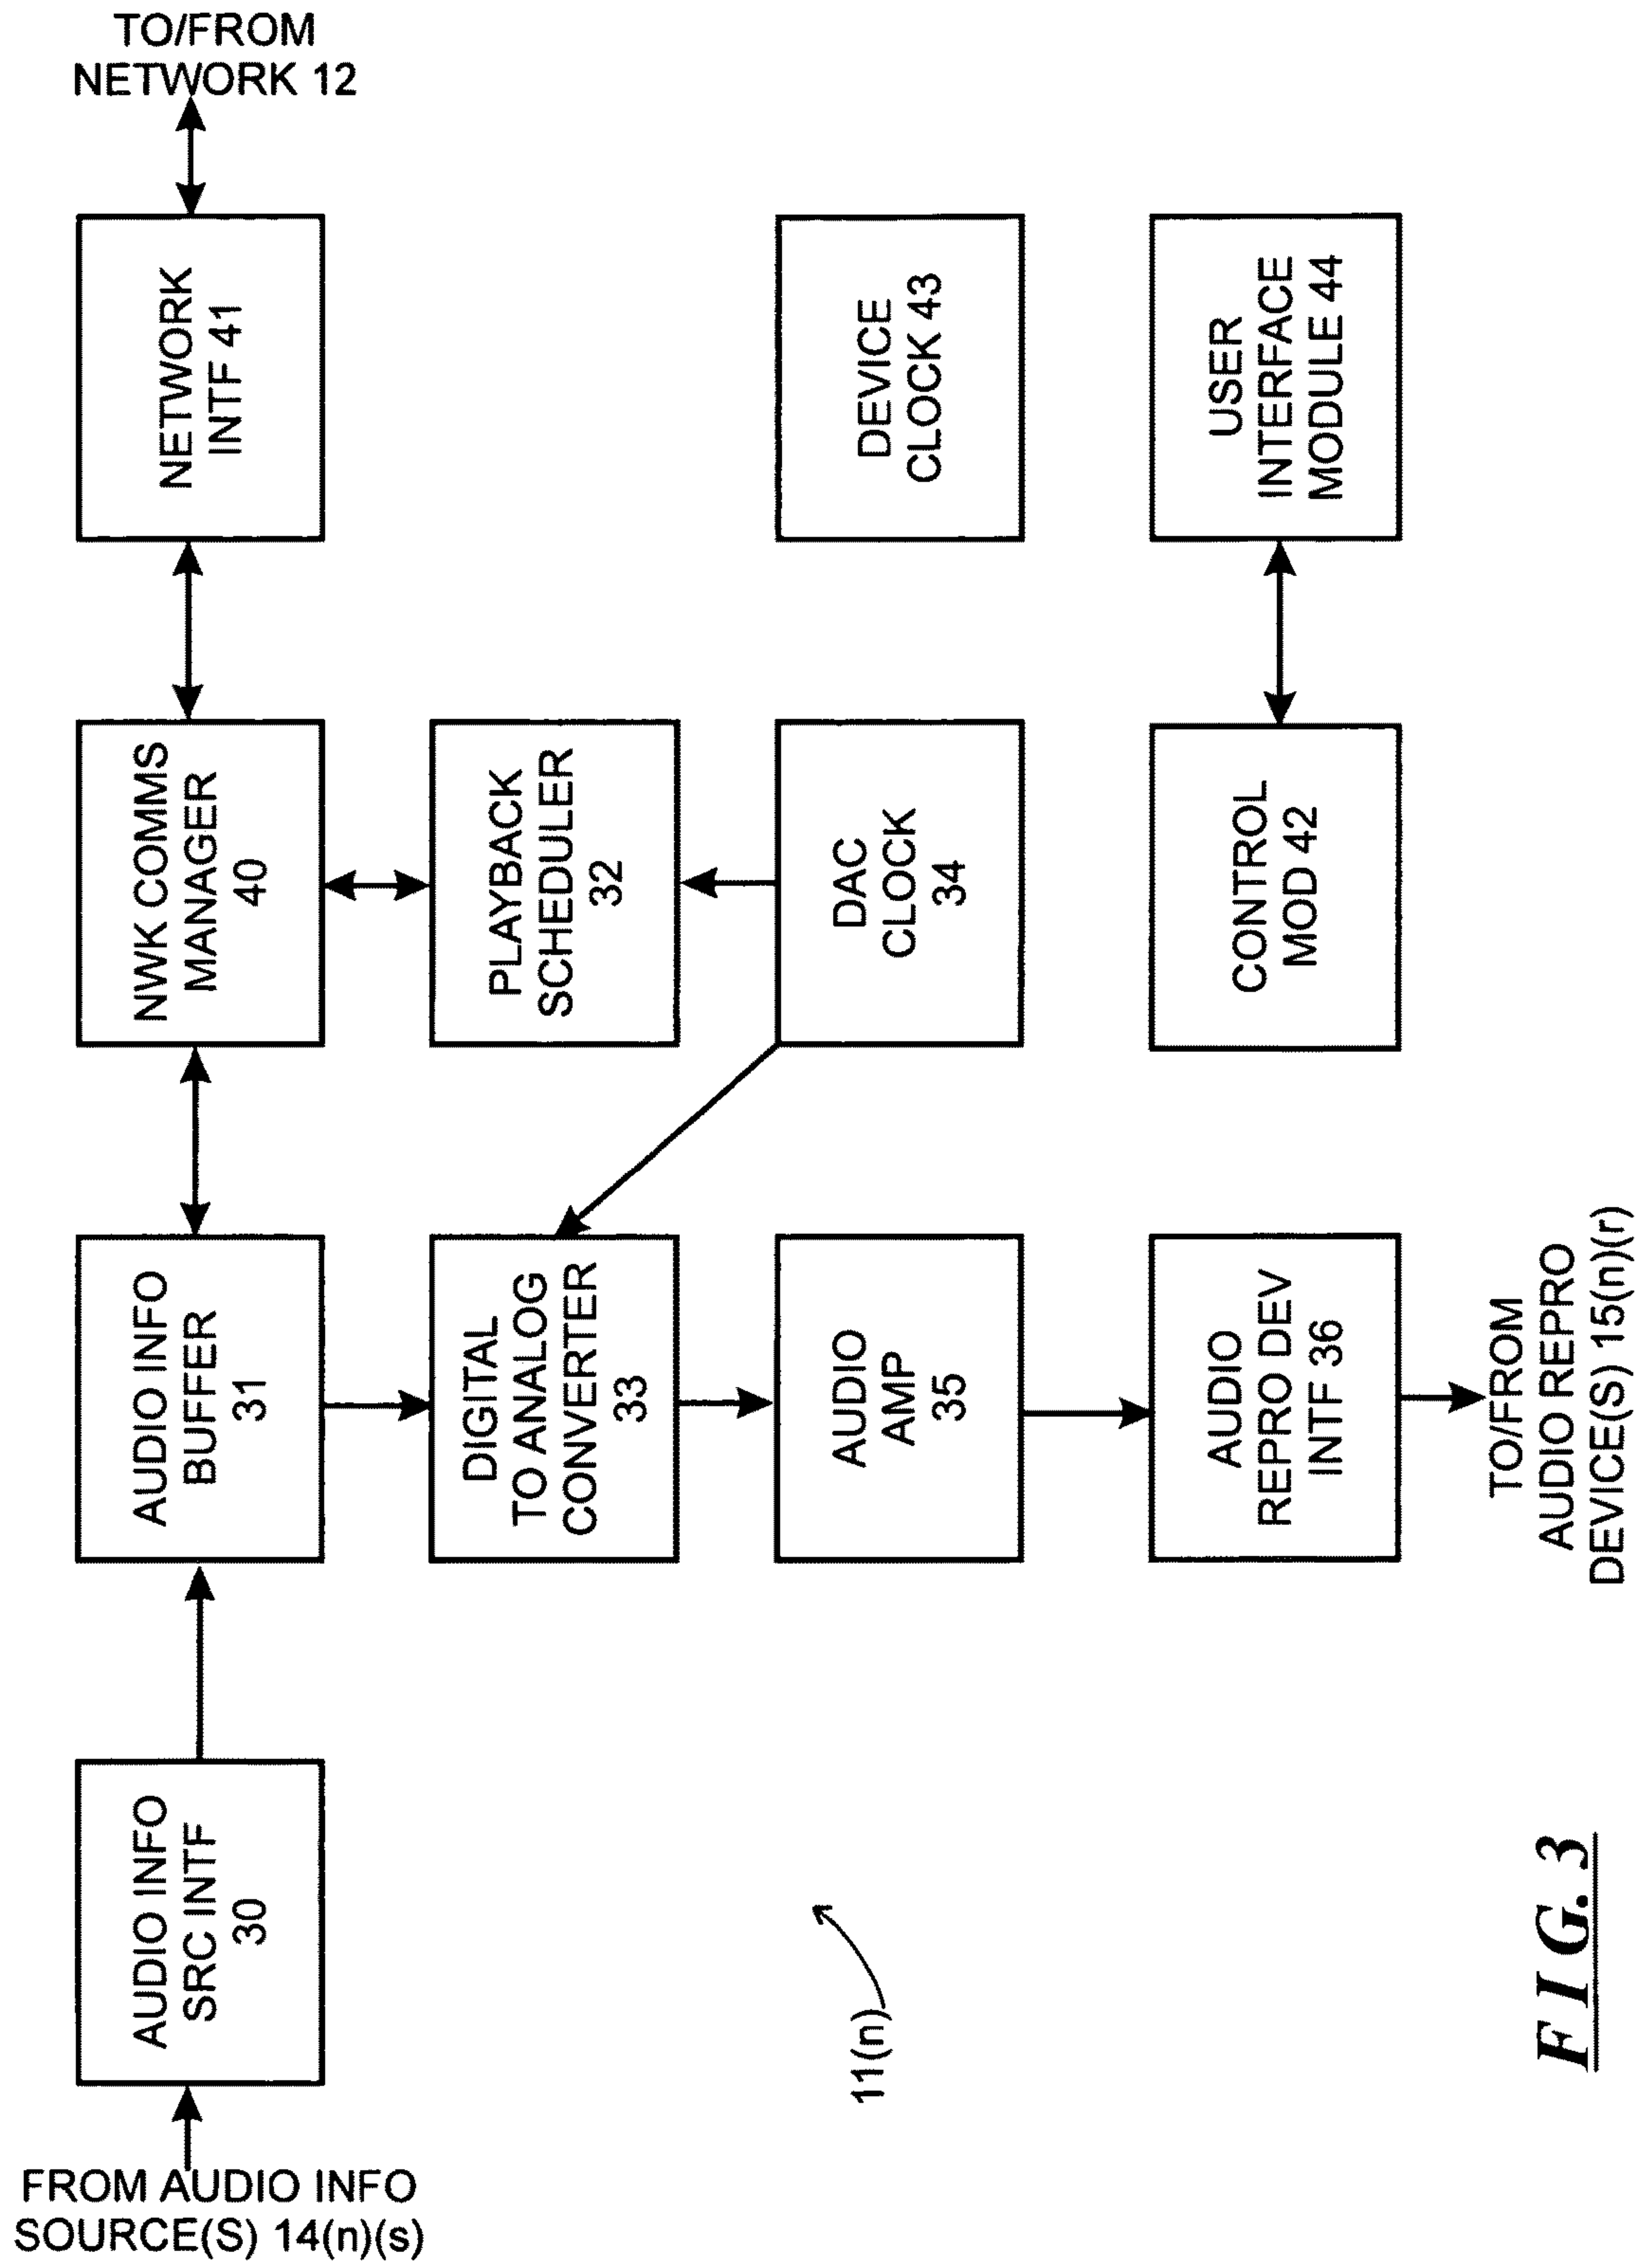 FROM AUDIO INFO
SOURCE(S) 14(n)(s)
AUDIO INFO
SRC INTF
30
AUDIO INFO
BUFFER
31
NWK COMMS
MANAGER
40
NETWORK
INTF 41
TO/FROM
NETWORK 12
DIGITAL
TO ANALOG
CONVERTER
33
PLAYBACK
SCHEDULER
32
AUDIO
AMP
35
DAC
CLOCK
34
DEVICE
CLOCK 43
11(n)
AUDIO
REPRO DEV
INTF 36
CONTROL
MOD 42
USER
INTERFACE
MODULE 44
TO/FROM
AUDIO REPRO
DEVICE(S) 15(n)(r)
FIG. 3